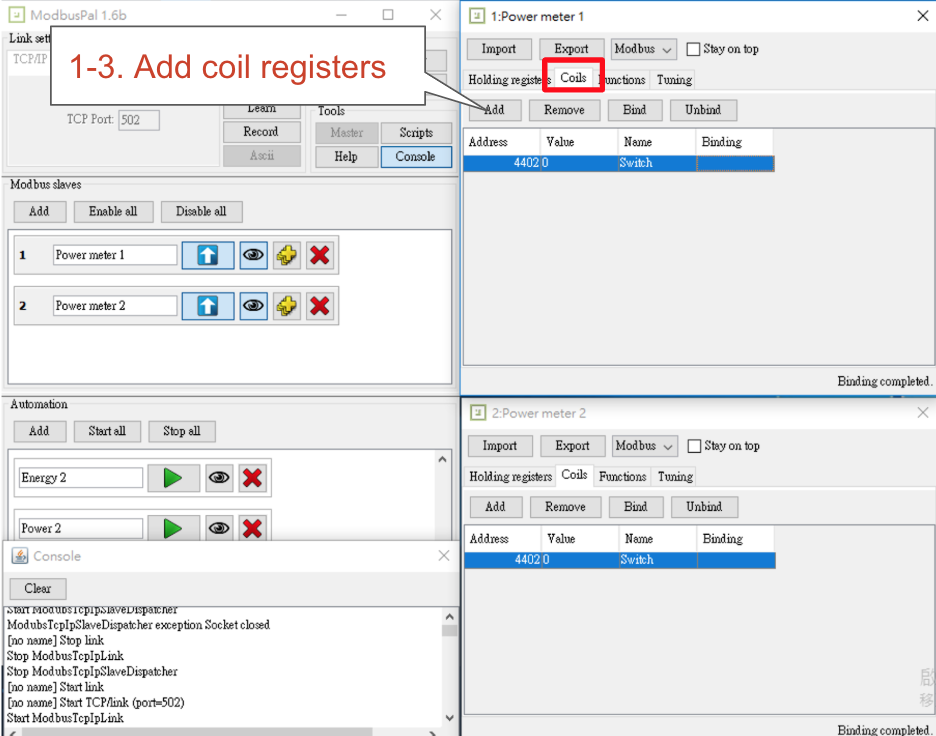 ModbusPal 1.6b
Link sett
TCP/IP
1-3. Add coil registers
TCP Port: 502
Learn
Record
Ascii
Tools
Master Scripts
Help Console
Modbus slaves
Add Enable all Disable all
1 Power meter 1
2 Power meter 2
Automation
Add Start all Stop all
Energy 2
Power 2
Console
Clear
Start ModubsTcpIpSlaveDispatcher
ModubsTcpIpSlaveDispatcher exception Socket closed
[no name] Stop link
Stop ModbusTcpIpLink
Stop ModubsTcpIpSlaveDispatcher
[no name] Start link
[no name] Start TCP/link (port=502)
Start ModbusTcpIpLink
1:Power meter 1
Import Export Modbus Stay on top
Holding registers Coils Functions Tuning
Add Remove Bind Unbind
Address Value Name Binding
4402 0 Switch
Binding completed.
2:Power meter 2
Import Export Modbus Stay on top
Holding registers Coils Functions Tuning
Add Remove Bind Unbind
Address Value Name Binding
4402 0 Switch
啟
移
Binding completed.